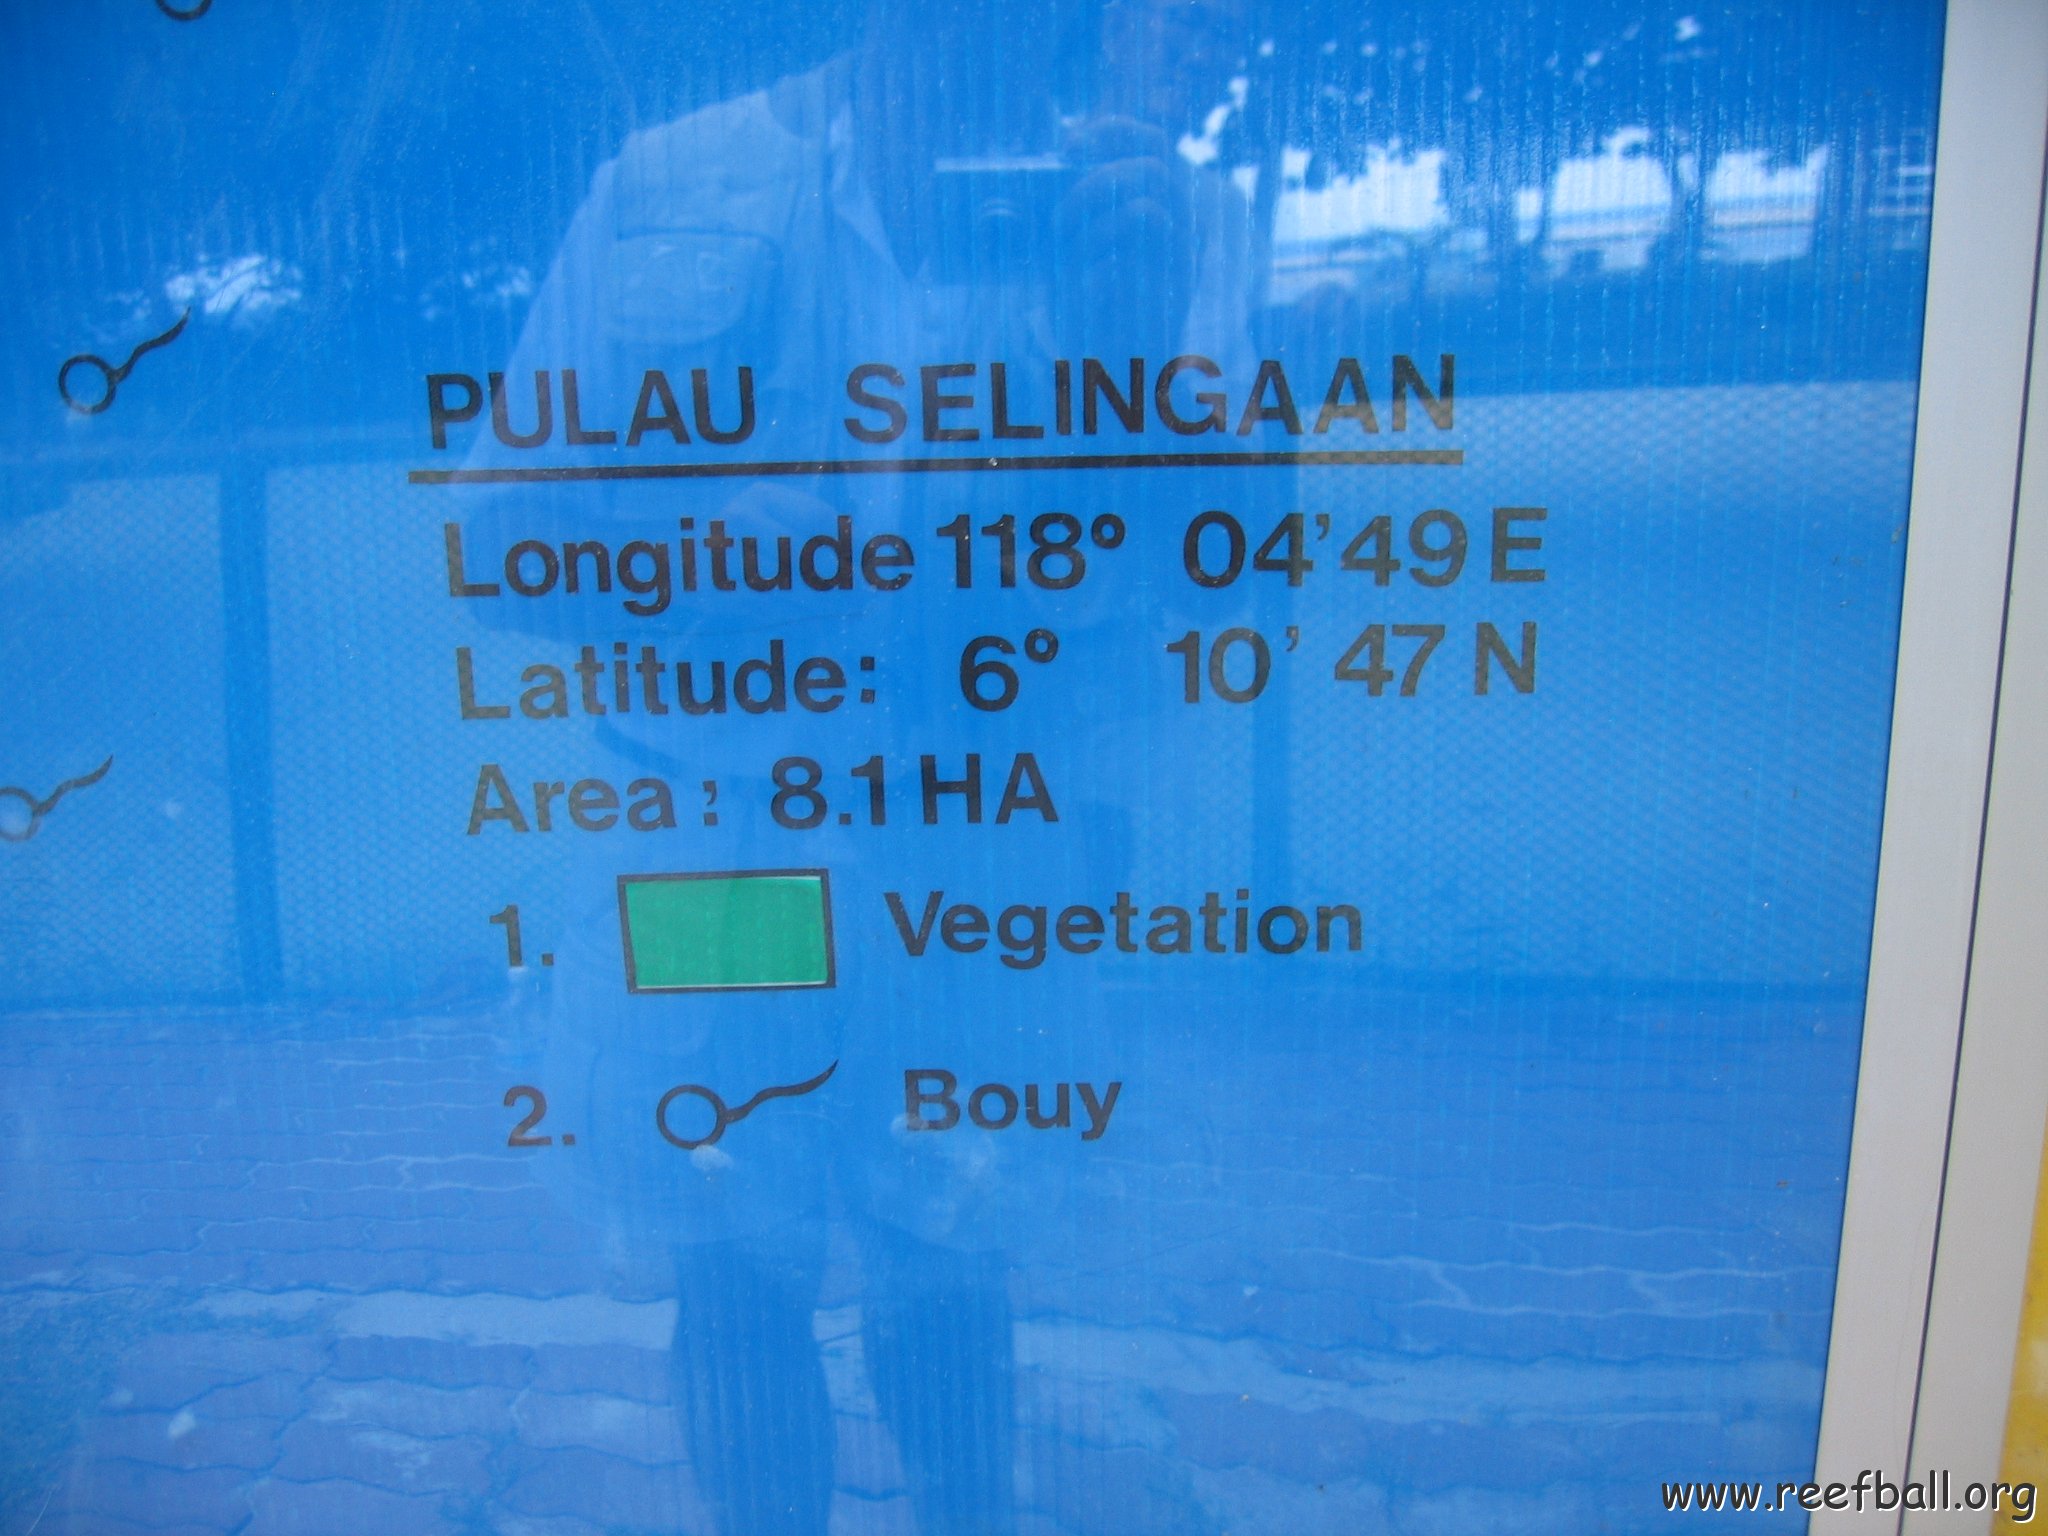 PULAU SELINGAAN
Longitude 118° 04'49 E
Latitude: 6° 10' 47 N
Area: 8.1 HA
1. Vegetation
2. Bouy
www.reefball.org